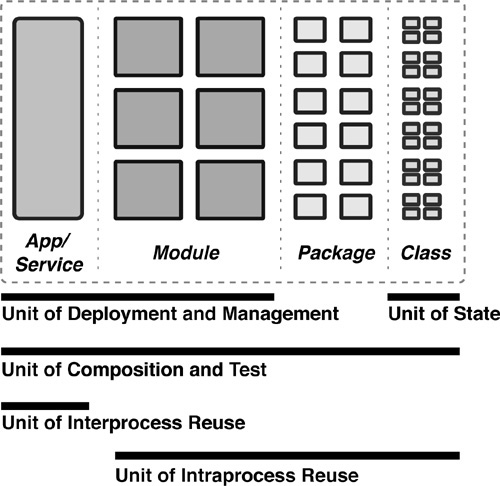 App/
Service
Module
Package
Class
Unit of Deployment and Management
Unit of State
Unit of Composition and Test
Unit of Interprocess Reuse
Unit of Intraprocess Reuse